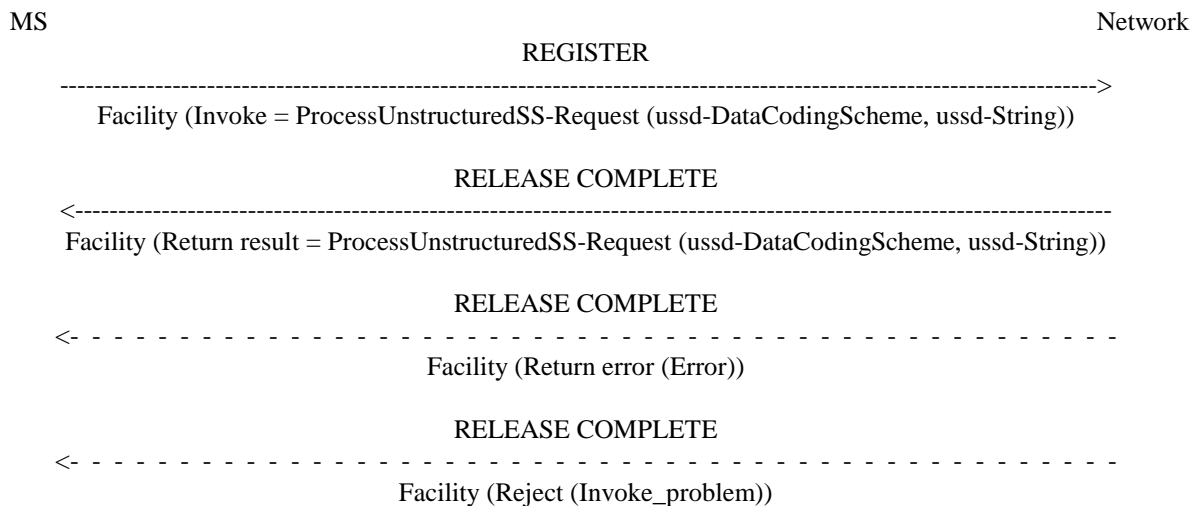 MS Network
REGISTER
------------------------------------------------------------------------------------------------------------------------>
Facility (Invoke = ProcessUnstructuredSS-Request (ussd-DataCodingScheme, ussd-String))
RELEASE COMPLETE
<------------------------------------------------------------------------------------------------------------------------
Facility (Return result = ProcessUnstructuredSS-Request (ussd-DataCodingScheme, ussd-String))
RELEASE COMPLETE
<- - - - - - - - - - - - - - - - - - - - - - - - - - - - - - - - - - - - - - - - - - - - - - -
Facility (Return error (Error))
RELEASE COMPLETE
<- - - - - - - - - - - - - - - - - - - - - - - - - - - - - - - - - - - - - - - - - - - - - - -
Facility (Reject (Invoke_problem))